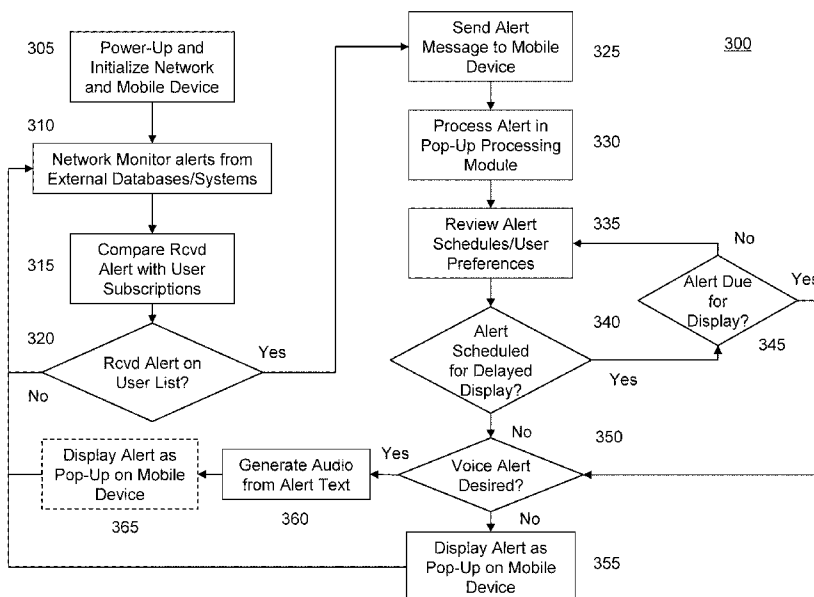 300
305
Power-Up and
Initialize Network
and Mobile Device
310
Network Monitor alerts from
External Databases/Systems
315
Compare Rcvd
Alert with User
Subscriptions
320
Rcvd Alert on
User List?
Yes
No
Send Alert
Message to Mobile
Device
325
Process Alert in
Pop-Up Processing
Module
330
Review Alert
Schedules/User
Preferences
335
Alert
Scheduled
for Delayed
Display?
340
Yes
No
Alert Due
for
Display?
345
No
Yes
Voice Alert
Desired?
350
Yes
No
Generate Audio
from Alert Text
360
Display Alert as
Pop-Up on Mobile
Device
365
Display Alert as
Pop-Up on Mobile
Device
355